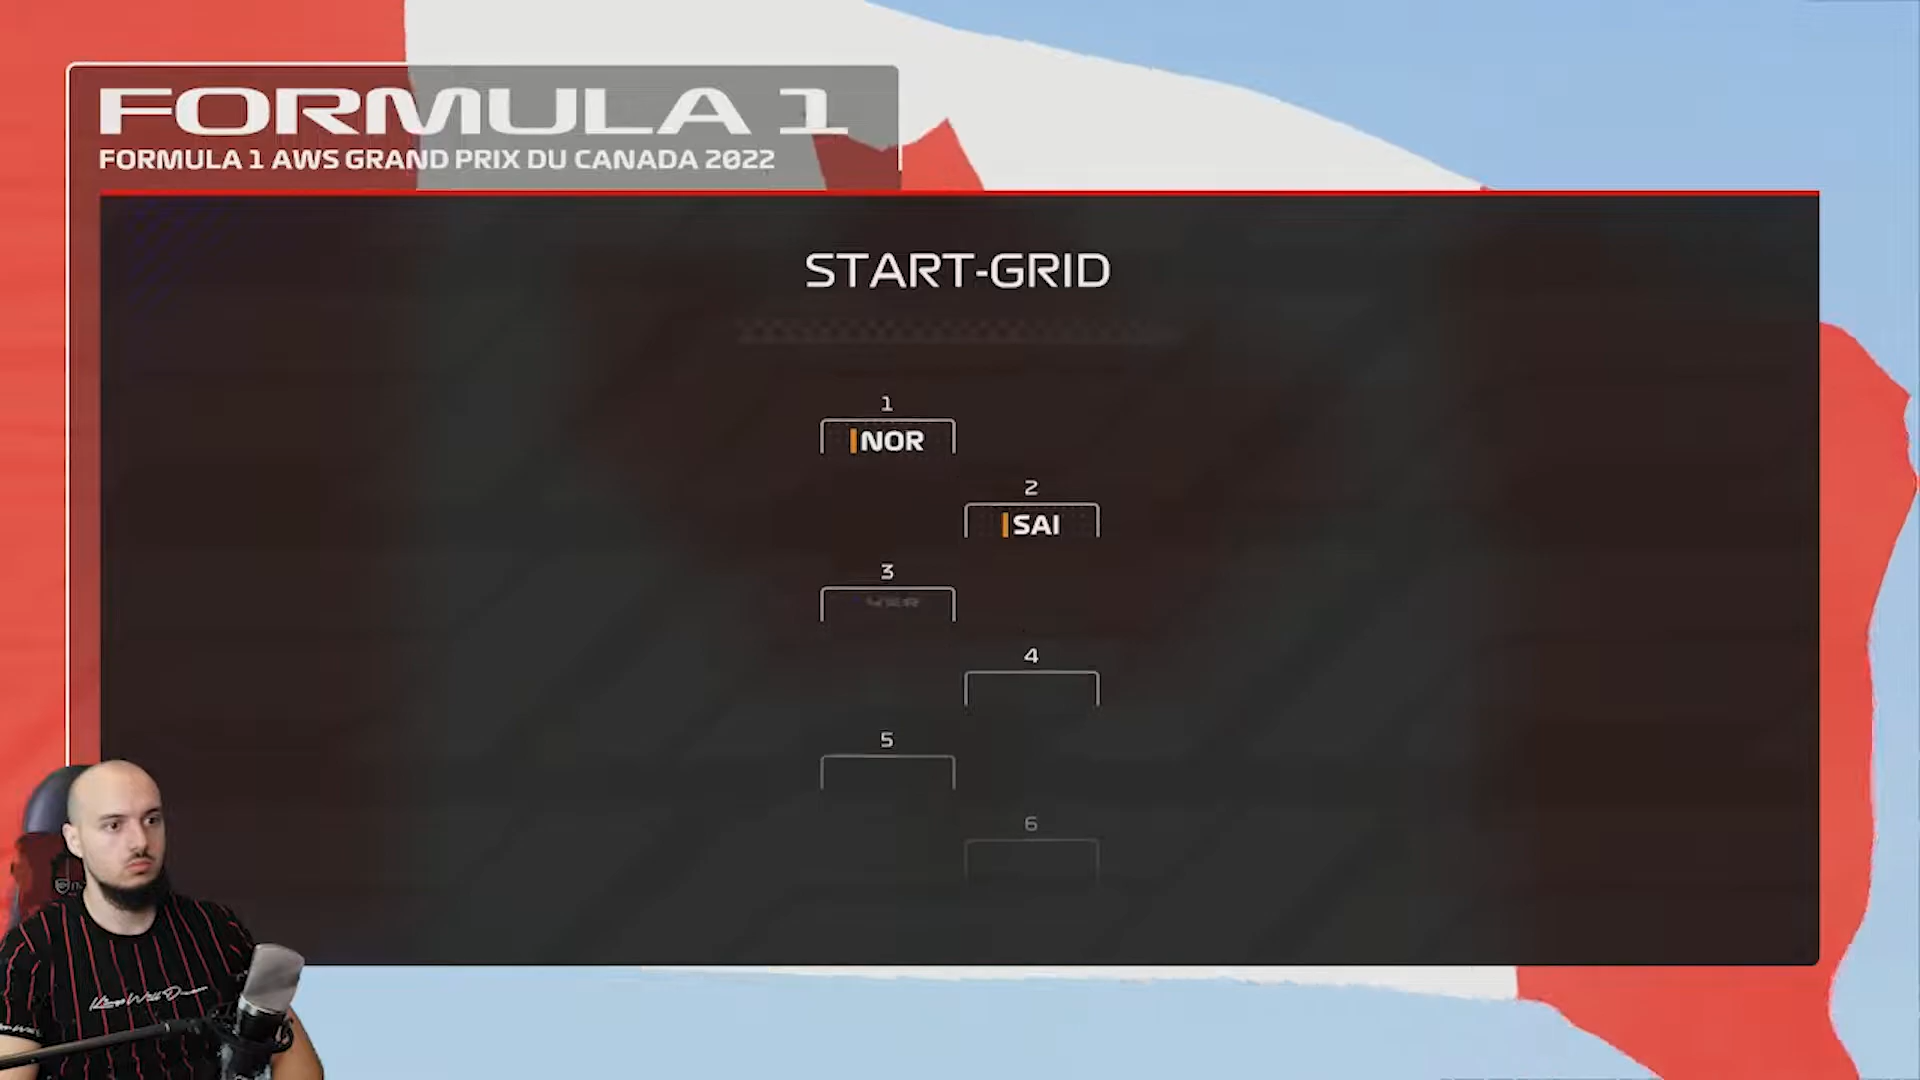 FORMULA 1
FORMULA 1 AWS GRAND PRIX DU CANADA 2022
START-GRID
1
NOR
2
SAI
3
4
5
6